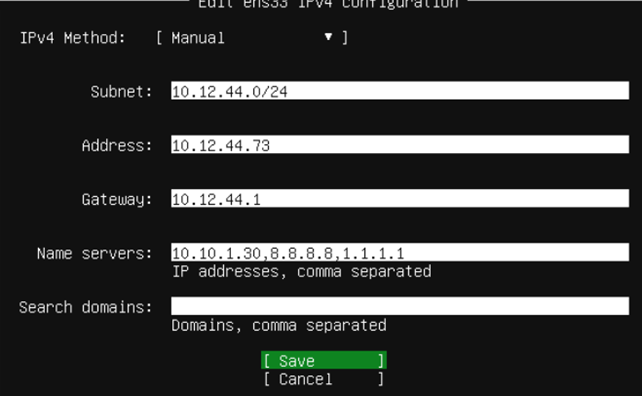 Edit ens33 IPv4 configuration
IPv4 Method: [ Manual ▼ ]
Subnet: 10.12.44.0/24
Address: 10.12.44.73
Gateway: 10.12.44.1
Name servers: 10.10.1.30,8.8.8.8,1.1.1.1
IP addresses, comma separated
Search domains:
Domains, comma separated
[ Save ]
[ Cancel ]